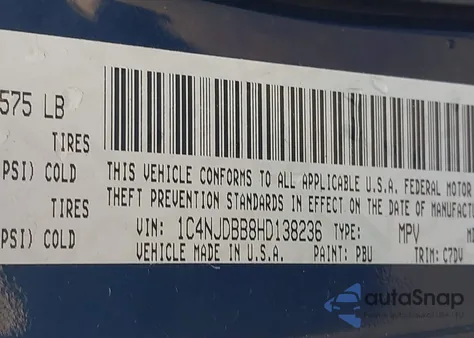 575 LB
TIRES
PSI) COLD
TIRES
PSI) COLD
THIS VEHICLE CONFORMS TO ALL APPLICABLE U.S.A. FEDERAL MOTOR
THEFT PREVENTION STANDARDS IN EFFECT ON THE DATE OF MANUFACTU
VIN: 1C4NJDBB8HD138236 TYPE: MPV
VEHICLE MADE IN U.S.A. PAINT: PBU TRIM: C7DV
autoSnap